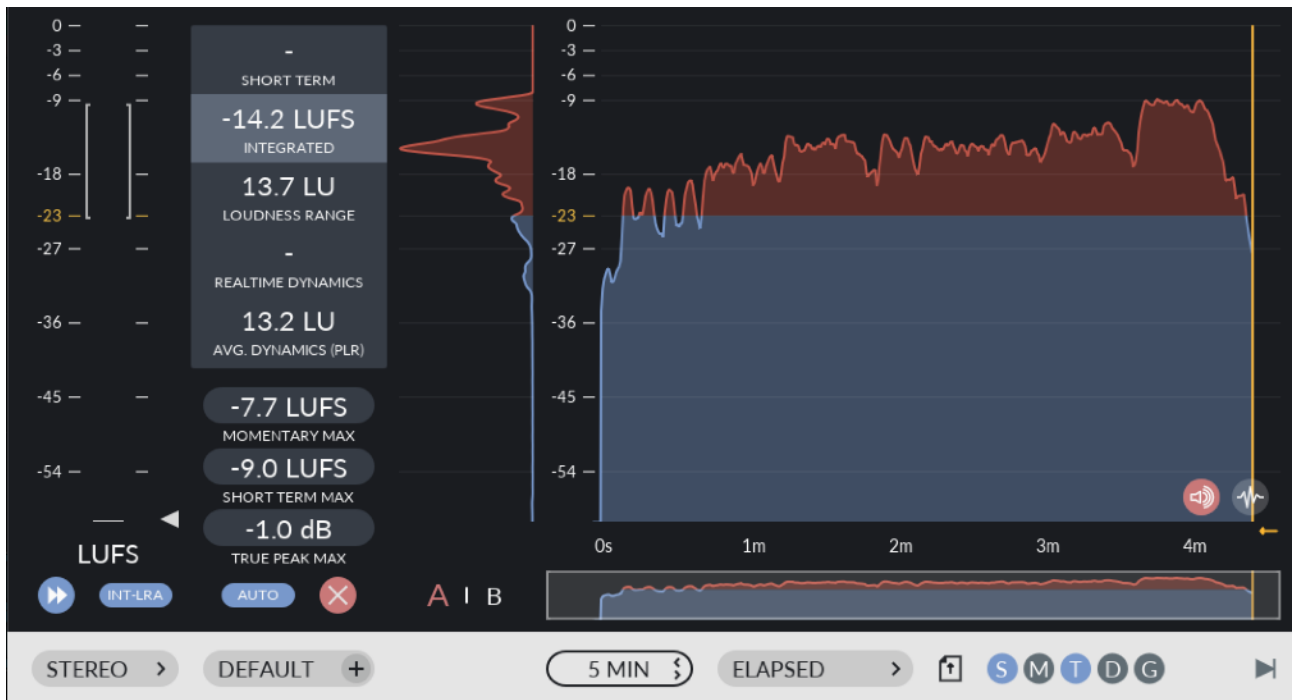 0
-3
-6
-9
-18
-23
-27
-36
-45
-54
LUFS
-
SHORT TERM
-14.2 LUFS
INTEGRATED
13.7 LU
LOUDNESS RANGE
-
REALTIME DYNAMICS
13.2 LU
AVG. DYNAMICS (PLR)
-7.7 LUFS
MOMENTARY MAX
-9.0 LUFS
SHORT TERM MAX
-1.0 dB
TRUE PEAK MAX
0
-3
-6
-9
-18
-23
-27
-36
-45
-54
0s 1m 2m 3m 4m
INT-LRA AUTO A | B
STEREO DEFAULT + 5 MIN ELAPSED S M T D G